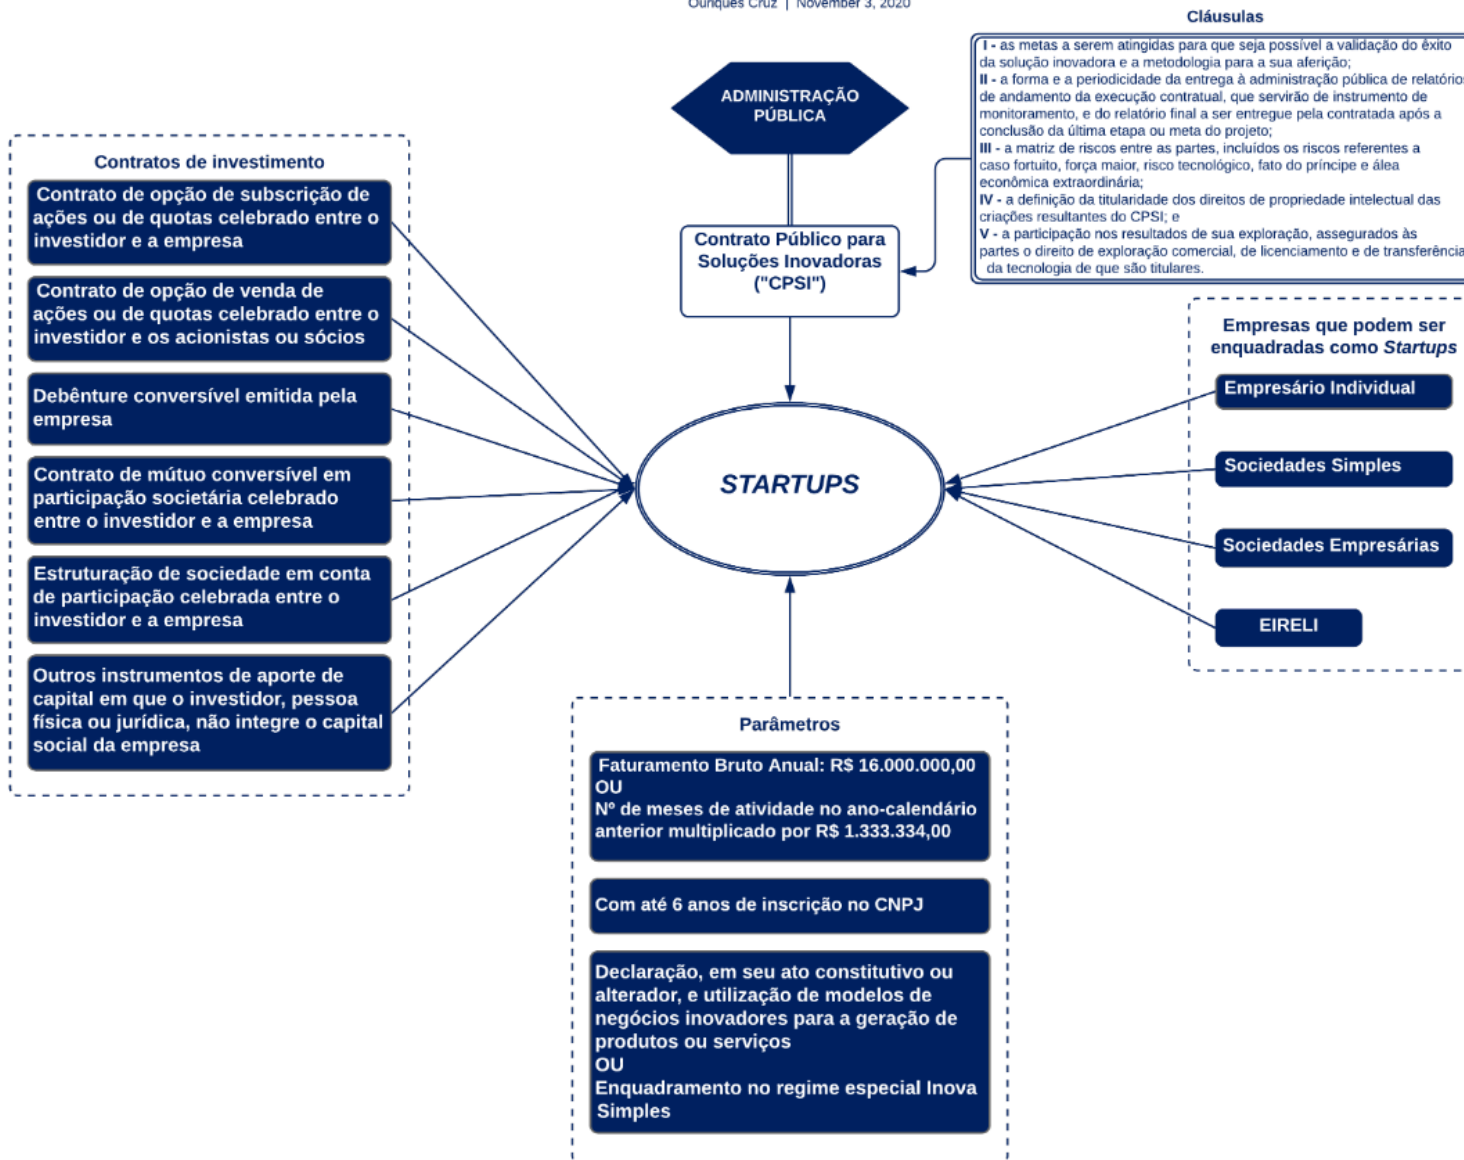 Ouriques Cruz | November 3, 2020
Cláusulas
I - as metas a serem atingidas para que seja possível a validação do êxito
da solução inovadora e a metodologia para a sua aferição;
II - a forma e a periodicidade da entrega à administração pública de relatórios
de andamento da execução contratual, que servirão de instrumento de
monitoramento, e do relatório final a ser entregue pela contratada após a
conclusão da última etapa ou meta do projeto;
III - a matriz de riscos entre as partes, incluídos os riscos referentes a
caso fortuito, força maior, risco tecnológico, fato do príncipe e álea
econômica extraordinária;
IV - a definição da titularidade dos direitos de propriedade intelectual das
criações resultantes do CPSI; e
V - a participação nos resultados de sua exploração, assegurados às
partes o direito de exploração comercial, de licenciamento e de transferência
da tecnologia de que são titulares.
ADMINISTRAÇÃO
PÚBLICA
Contrato Público para
Soluções Inovadoras
("CPSI")
Contratos de investimento
Contrato de opção de subscrição de
ações ou de quotas celebrado entre o
investidor e a empresa
Contrato de opção de venda de
ações ou de quotas celebrado entre o
investidor e os acionistas ou sócios
Debênture conversível emitida pela
empresa
Contrato de mútuo conversível em
participação societária celebrado
entre o investidor e a empresa
Estruturação de sociedade em conta
de participação celebrada entre o
investidor e a empresa
Outros instrumentos de aporte de
capital em que o investidor, pessoa
física ou jurídica, não integre o capital
social da empresa
STARTUPS
Empresas que podem ser
enquadradas como Startups
Empresário Individual
Sociedades Simples
Sociedades Empresárias
EIRELI
Parâmetros
Faturamento Bruto Anual: R$ 16.000.000,00
OU
Nº de meses de atividade no ano-calendário
anterior multiplicado por R$ 1.333.334,00
Com até 6 anos de inscrição no CNPJ
Declaração, em seu ato constitutivo ou
alterador, e utilização de modelos de
negócios inovadores para a geração de
produtos ou serviços
OU
Enquadramento no regime especial Inova
Simples